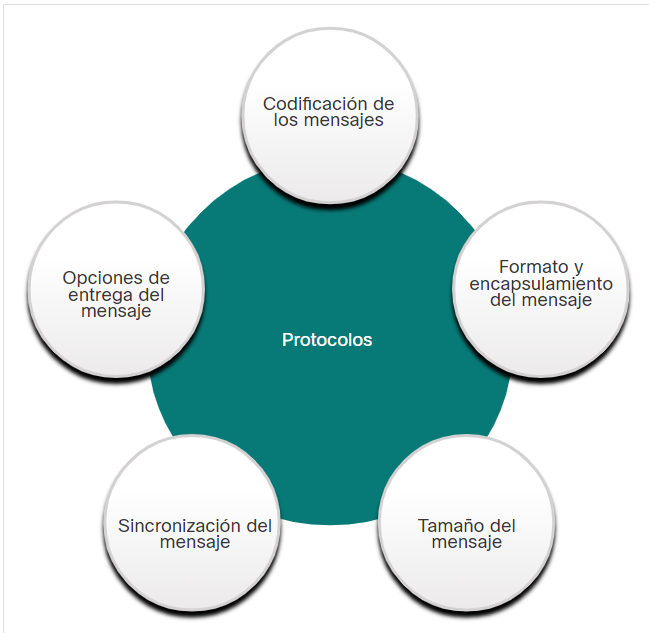 Codificación de
los mensajes
Formato y
encapsulamiento
del mensaje
Opciones de
entrega del
mensaje
Protocolos
Sincronización del
mensaje
Tamaño del
mensaje